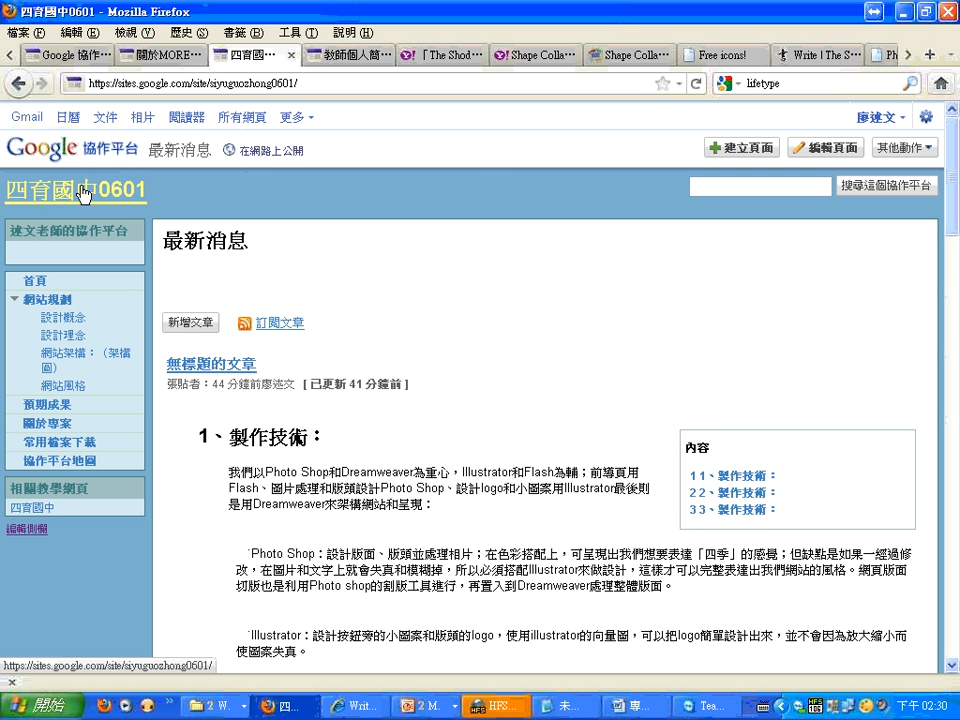 四育國中0601 - Mozilla Firefox
檔案(F) 編輯(E) 檢視(V) 歷史(S) 書籤(B) 工具(T) 說明(H)
Google 協作… 關於MORE… 四育國… 教師個人簡… 「The Shod… Shape Colla… Shape Colla… Free icons! Write | The S… Ph
https://sites.google.com/site/siyuguozhong0601/ lifetype
Gmail 日曆 文件 相片 閱讀器 所有網頁 更多 廖述文
Google 協作平台 最新消息 在網路上公開 建立頁面 編輯頁面 其他動作
四育國中0601 搜尋這個協作平台
述文老師的協作平台
首頁
網站規劃
設計概念
設計理念
網站架構：（架構
圖）
網站風格
預期成果
關於專案
常用檔案下載
協作平台地圖
相關教學網頁
四育國中
編輯側欄
最新消息
新增文章 訂閱文章
無標題的文章
張貼者：44 分鐘前廖述文 [ 已更新 41 分鐘前 ]
1、製作技術：
我們以Photo Shop和Dreamweaver為重心，Illustrator和Flash為輔；前導頁用
Flash、圖片處理和版頭設計Photo Shop、設計logo和小圖案用Illustrator最後則
是用Dreamweaver來架構網站和呈現：
內容
1 1、製作技術：
2 2、製作技術：
3 3、製作技術：
˙Photo Shop：設計版面、版頭並處理相片；在色彩搭配上，可呈現出我們想要表達「四季」的感覺；但缺點是如果一經過修
改，在圖片和文字上就會失真和模糊掉，所以必須搭配Illustrator來做設計，這樣才可以完整表達出我們網站的風格。網頁版面
切版也是利用Photo shop的割版工具進行，再置入到Dreamweaver處理整體版面。
˙Illustrator：設計按鈕旁的小圖案和版頭的logo，使用illustrator的向量圖，可以把logo簡單設計出來，並不會因為放大縮小而
使圖案失真。
https://sites.google.com/site/siyuguozhong0601/
開始 2 W.. 四… Writ… 2 M.. HFS… 未… 專… Tea… 下午 02:30